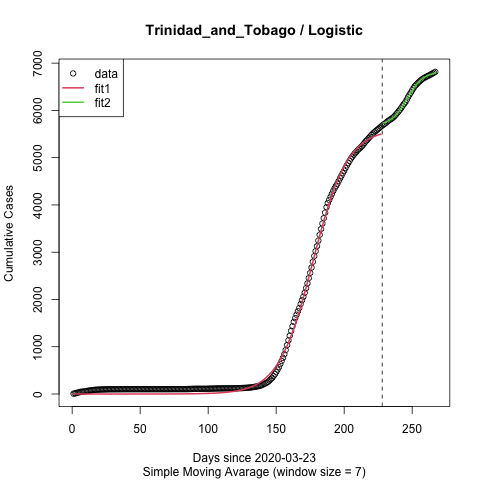 Trinidad_and_Tobago / Logistic
data
fit1
fit2
Cumulative Cases
7000
6000
5000
4000
3000
2000
1000
0
0 50 100 150 200 250
Days since 2020-03-23
Simple Moving Avarage (window size = 7)